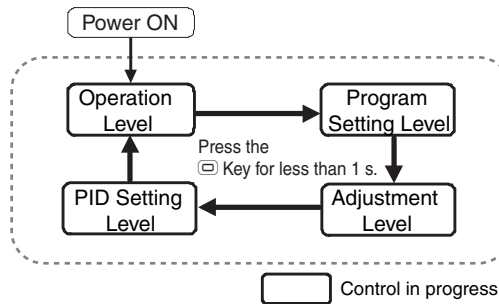 Power ON
Operation
Level
Program
Setting Level
Press the
Key for less than 1 s.
PID Setting
Level
Adjustment
Level
Control in progress